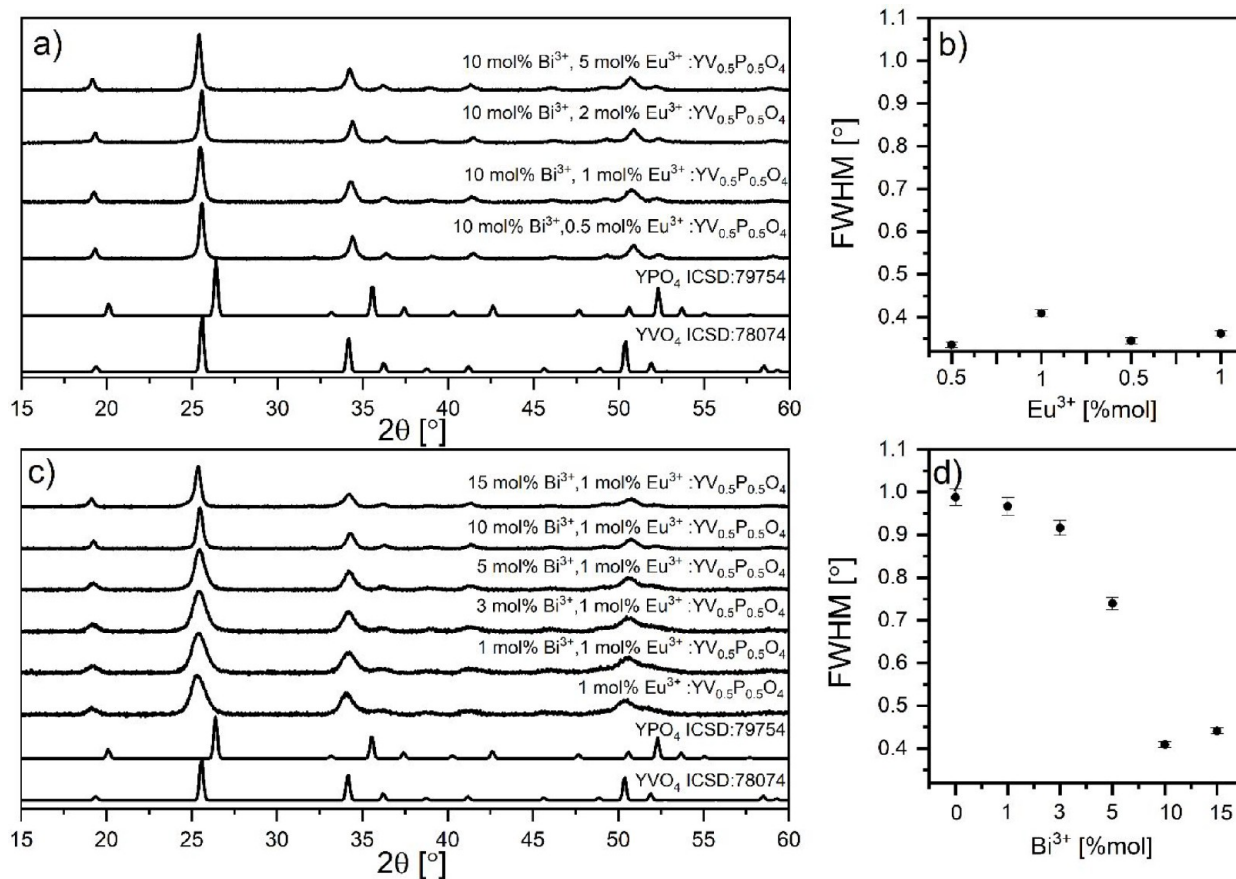 a)
10 mol% Bi³⁺, 5 mol% Eu³⁺ :YV₀.₅P₀.₅O₄
10 mol% Bi³⁺, 2 mol% Eu³⁺ :YV₀.₅P₀.₅O₄
10 mol% Bi³⁺, 1 mol% Eu³⁺ :YV₀.₅P₀.₅O₄
10 mol% Bi³⁺,0.5 mol% Eu³⁺ :YV₀.₅P₀.₅O₄
YPO₄ ICSD:79754
YVO₄ ICSD:78074
15 20 25 30 35 40 45 50 55 60
2θ [°]
b)
FWHM [°]
1.1
1.0
0.9
0.8
0.7
0.6
0.5
0.4
0.5 1 0.5 1
Eu³⁺ [%mol]
c)
15 mol% Bi³⁺,1 mol% Eu³⁺ :YV₀.₅P₀.₅O₄
10 mol% Bi³⁺,1 mol% Eu³⁺ :YV₀.₅P₀.₅O₄
5 mol% Bi³⁺,1 mol% Eu³⁺ :YV₀.₅P₀.₅O₄
3 mol% Bi³⁺,1 mol% Eu³⁺ :YV₀.₅P₀.₅O₄
1 mol% Bi³⁺,1 mol% Eu³⁺ :YV₀.₅P₀.₅O₄
1 mol% Eu³⁺ :YV₀.₅P₀.₅O₄
YPO₄ ICSD:79754
YVO₄ ICSD:78074
15 20 25 30 35 40 45 50 55 60
2θ [°]
d)
FWHM [°]
1.1
1.0
0.9
0.8
0.7
0.6
0.5
0.4
0 1 3 5 10 15
Bi³⁺ [%mol]